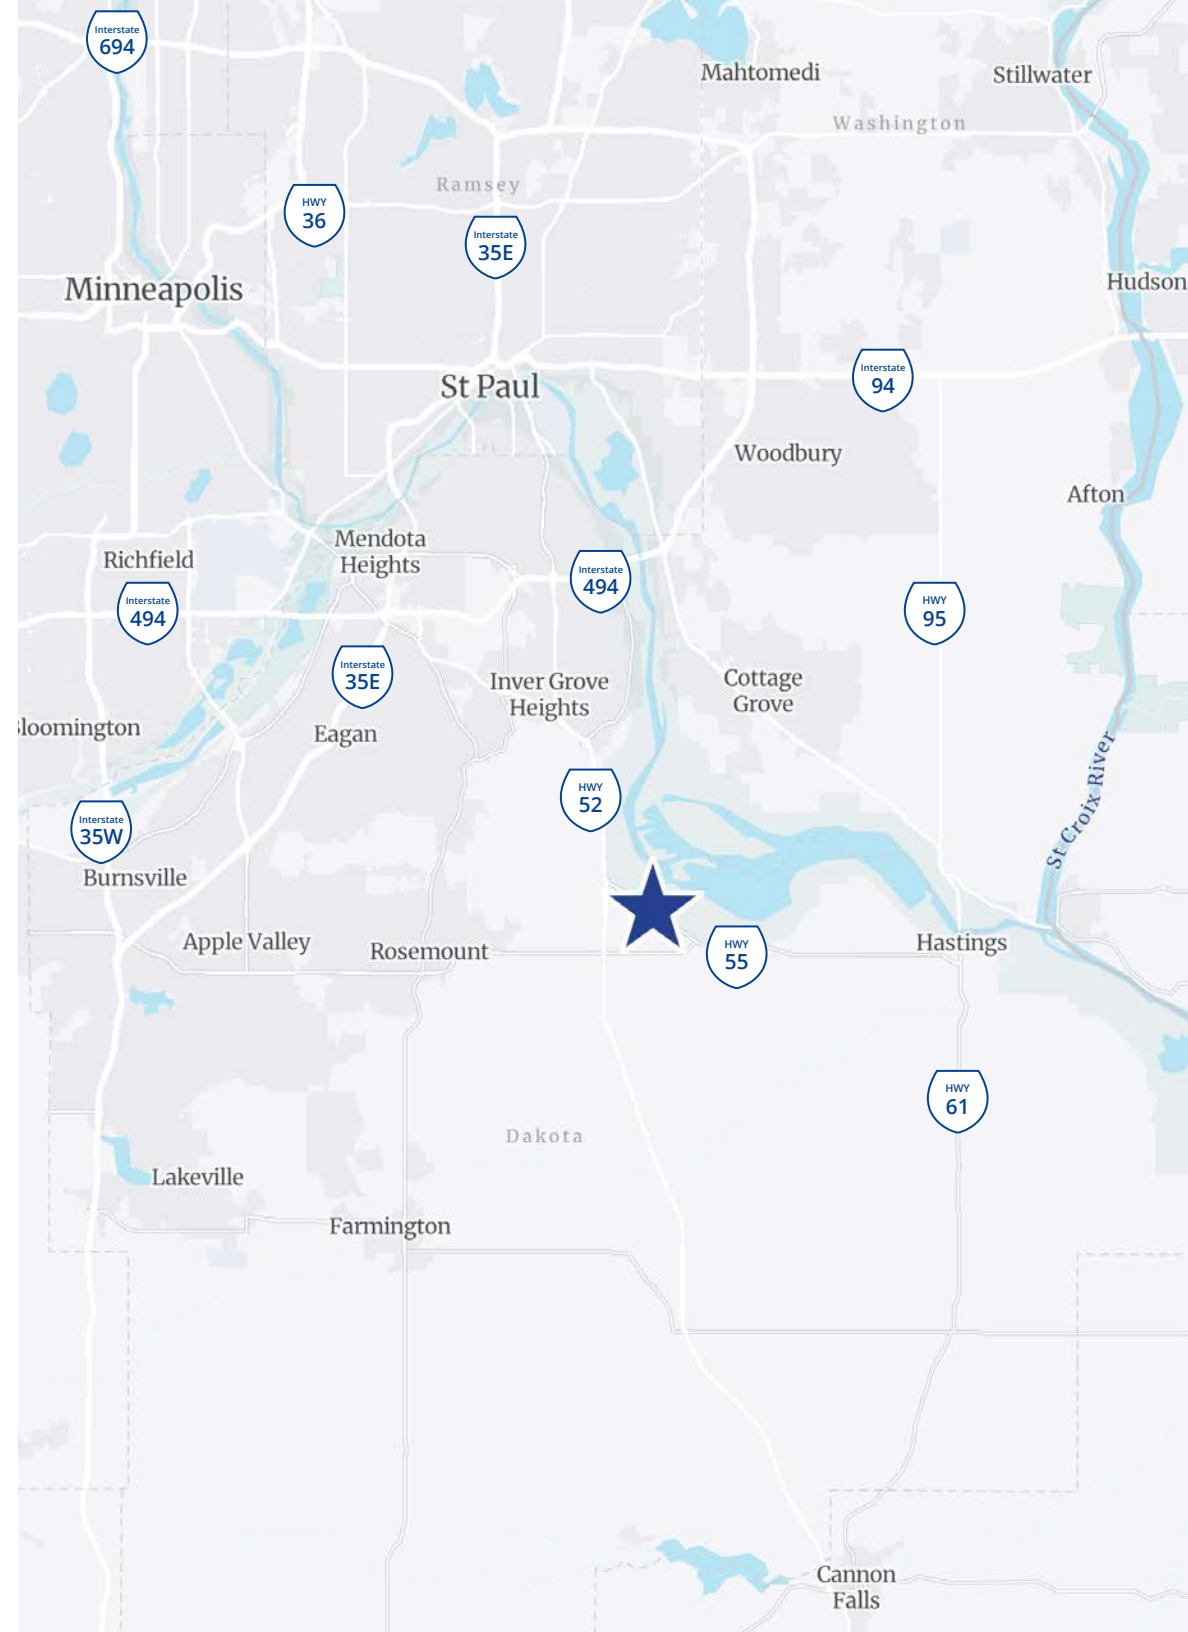 Interstate
694
Mahtomedi
Stillwater
Washington
Ramsey
HWY
36
Interstate
35E
Minneapolis
Hudson
Interstate
94
St Paul
Woodbury
Afton
Mendota
Heights
Richfield
Interstate
494
Interstate
494
HWY
95
Interstate
35E
Inver Grove
Heights
Cottage
Grove
loomington
Eagan
St Croix River
HWY
52
Interstate
35W
Burnsville
Apple Valley
Rosemount
HWY
55
Hastings
HWY
61
Dakota
Lakeville
Farmington
Cannon
Falls